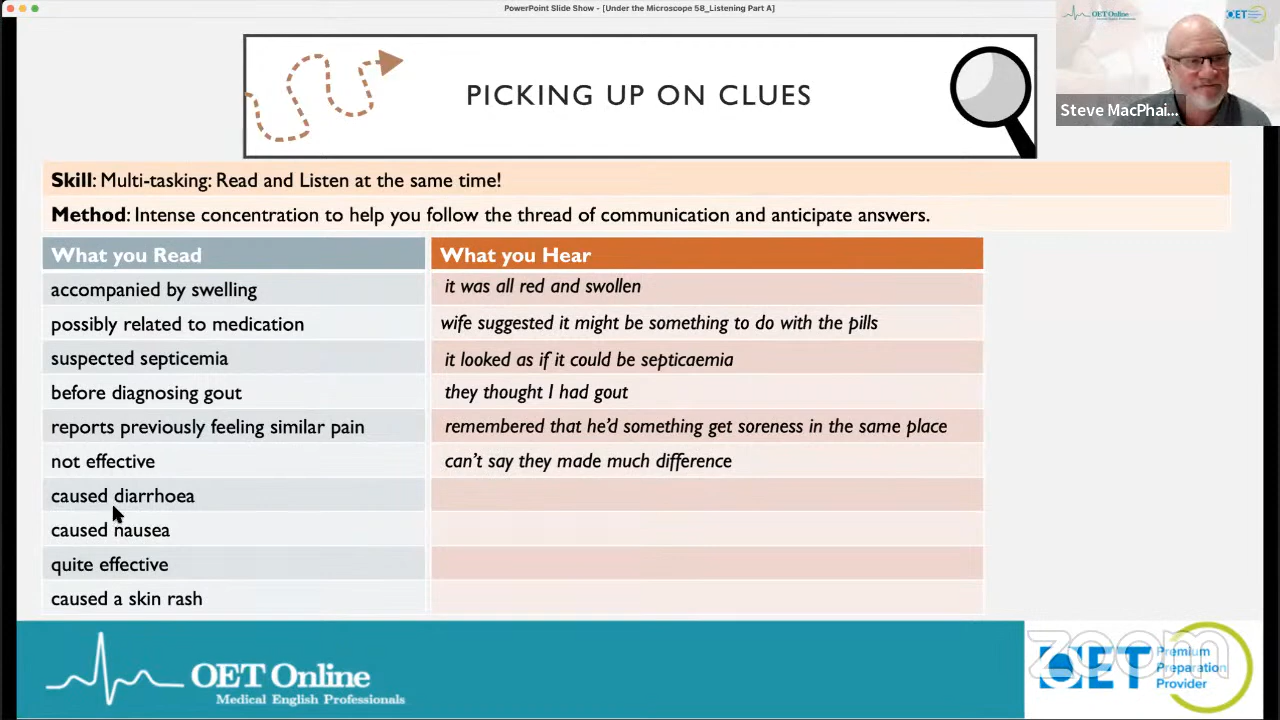 PowerPoint Slide Show - [Under the Microscope 5B_Listening Part A]
OET Online
OET
PICKING UP ON CLUES
Steve MacPhai...
Skill: Multi-tasking: Read and Listen at the same time!
Method: Intense concentration to help you follow the thread of communication and anticipate answers.
What you Read
What you Hear
accompanied by swelling
it was all red and swollen
possibly related to medication
wife suggested it might be something to do with the pills
suspected septicemia
it looked as if it could be septicaemia
before diagnosing gout
they thought I had gout
reports previously feeling similar pain
remembered that he'd something get soreness in the same place
not effective
can't say they made much difference
caused diarrhoea
caused nausea
quite effective
caused a skin rash
OET Online
Medical English Professionals
zoom
OET
Premium
Preparation
Provider